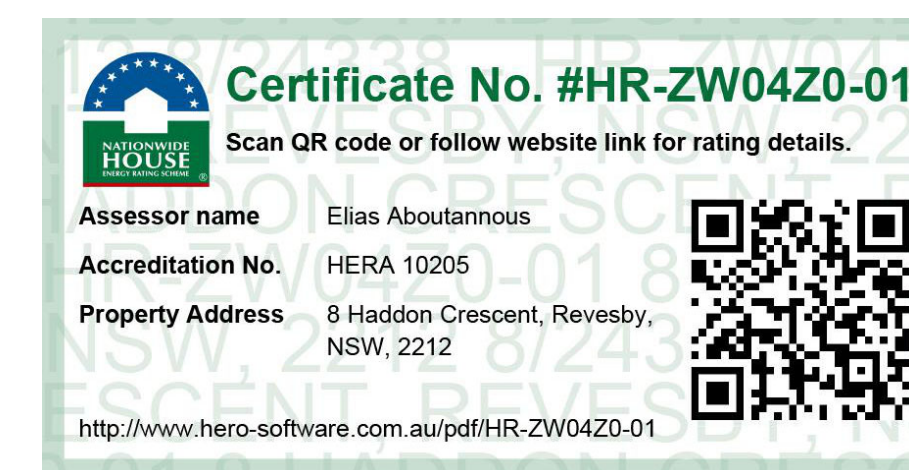 Certificate No. #HR-ZW04Z0-01
Scan QR code or follow website link for rating details.
NATIONWIDE
HOUSE
ENERGY RATING SCHEME
®
Assessor name Elias Aboutannous
Accreditation No. HERA 10205
Property Address 8 Haddon Crescent, Revesby,
NSW, 2212
http://www.hero-software.com.au/pdf/HR-ZW04Z0-01